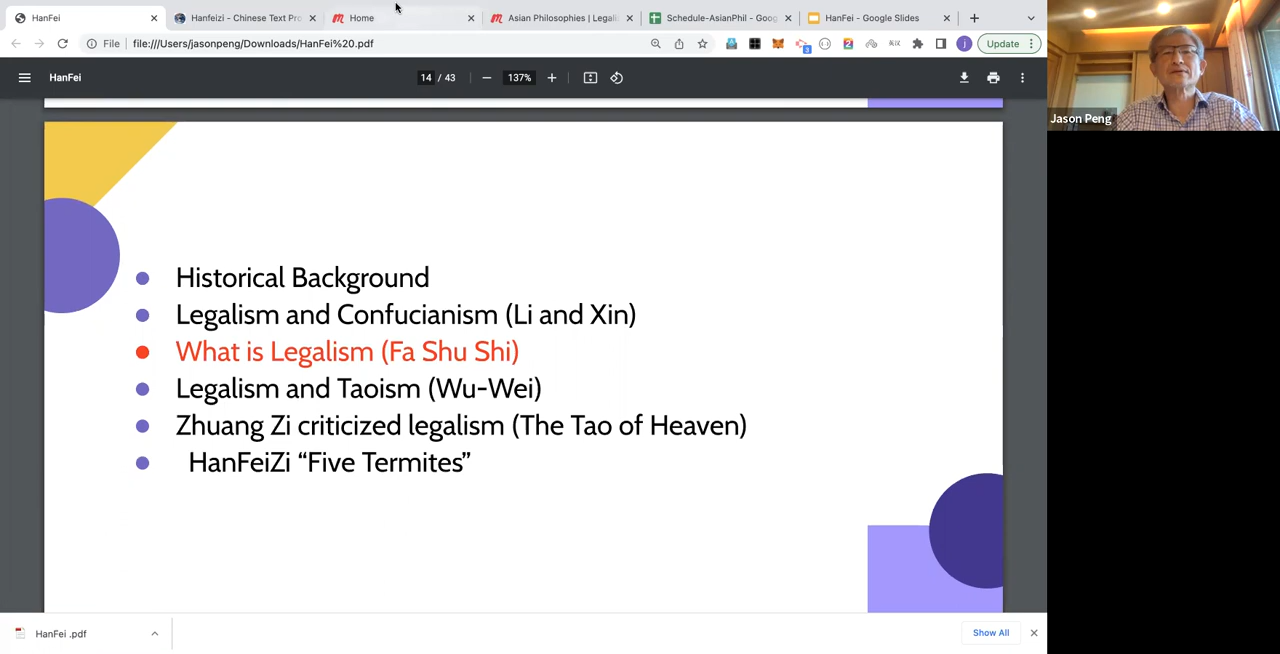 HanFei
Hanfeizi - Chinese Text Pro
Home
Asian Philosophies | Legali
Schedule-AsianPhil - Goog
HanFei - Google Slides
File
file:///Users/jasonpeng/Downloads/HanFei%20.pdf
Update
HanFei
14 / 43
137%
Jason Peng
Historical Background
Legalism and Confucianism (Li and Xin)
What is Legalism (Fa Shu Shi)
Legalism and Taoism (Wu-Wei)
Zhuang Zi criticized legalism (The Tao of Heaven)
HanFeiZi “Five Termites”
HanFei .pdf
Show All